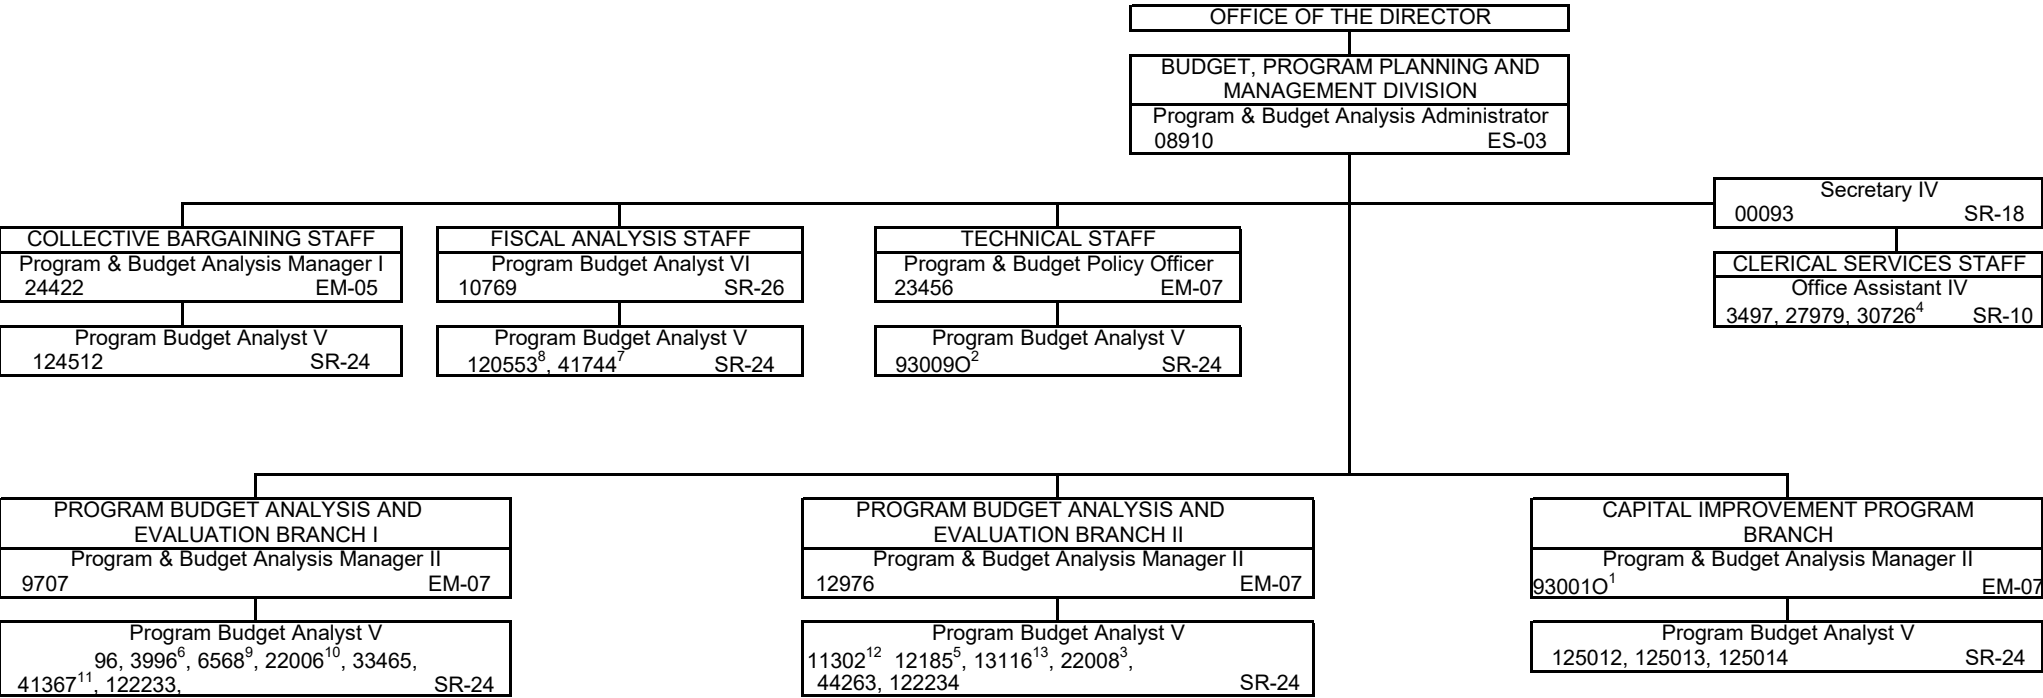 OFFICE OF THE DIRECTOR
BUDGET, PROGRAM PLANNING AND
MANAGEMENT DIVISION
Program & Budget Analysis Administrator
08910 ES-03
Secretary IV
00093 SR-18
CLERICAL SERVICES STAFF
Office Assistant IV
3497, 27979, 30726⁴ SR-10
COLLECTIVE BARGAINING STAFF
Program & Budget Analysis Manager I
24422 EM-05
Program Budget Analyst V
124512 SR-24
FISCAL ANALYSIS STAFF
Program Budget Analyst VI
10769 SR-26
Program Budget Analyst V
120553⁸, 41744⁷ SR-24
TECHNICAL STAFF
Program & Budget Policy Officer
23456 EM-07
Program Budget Analyst V
93009O² SR-24
PROGRAM BUDGET ANALYSIS AND
EVALUATION BRANCH I
Program & Budget Analysis Manager II
9707 EM-07
Program Budget Analyst V
96, 3996⁶, 6568⁹, 22006¹⁰, 33465,
41367¹¹, 122233, SR-24
PROGRAM BUDGET ANALYSIS AND
EVALUATION BRANCH II
Program & Budget Analysis Manager II
12976 EM-07
Program Budget Analyst V
11302¹² 12185⁵, 13116¹³, 22008³,
44263, 122234 SR-24
CAPITAL IMPROVEMENT PROGRAM
BRANCH
Program & Budget Analysis Manager II
93001O¹ EM-07
Program Budget Analyst V
125012, 125013, 125014 SR-24